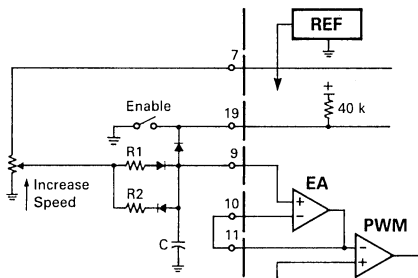 REF
7
Enable
19
+
40 k
R1
9
EA
Increase
Speed
R2
10
+
−
11
PWM
C
−
+